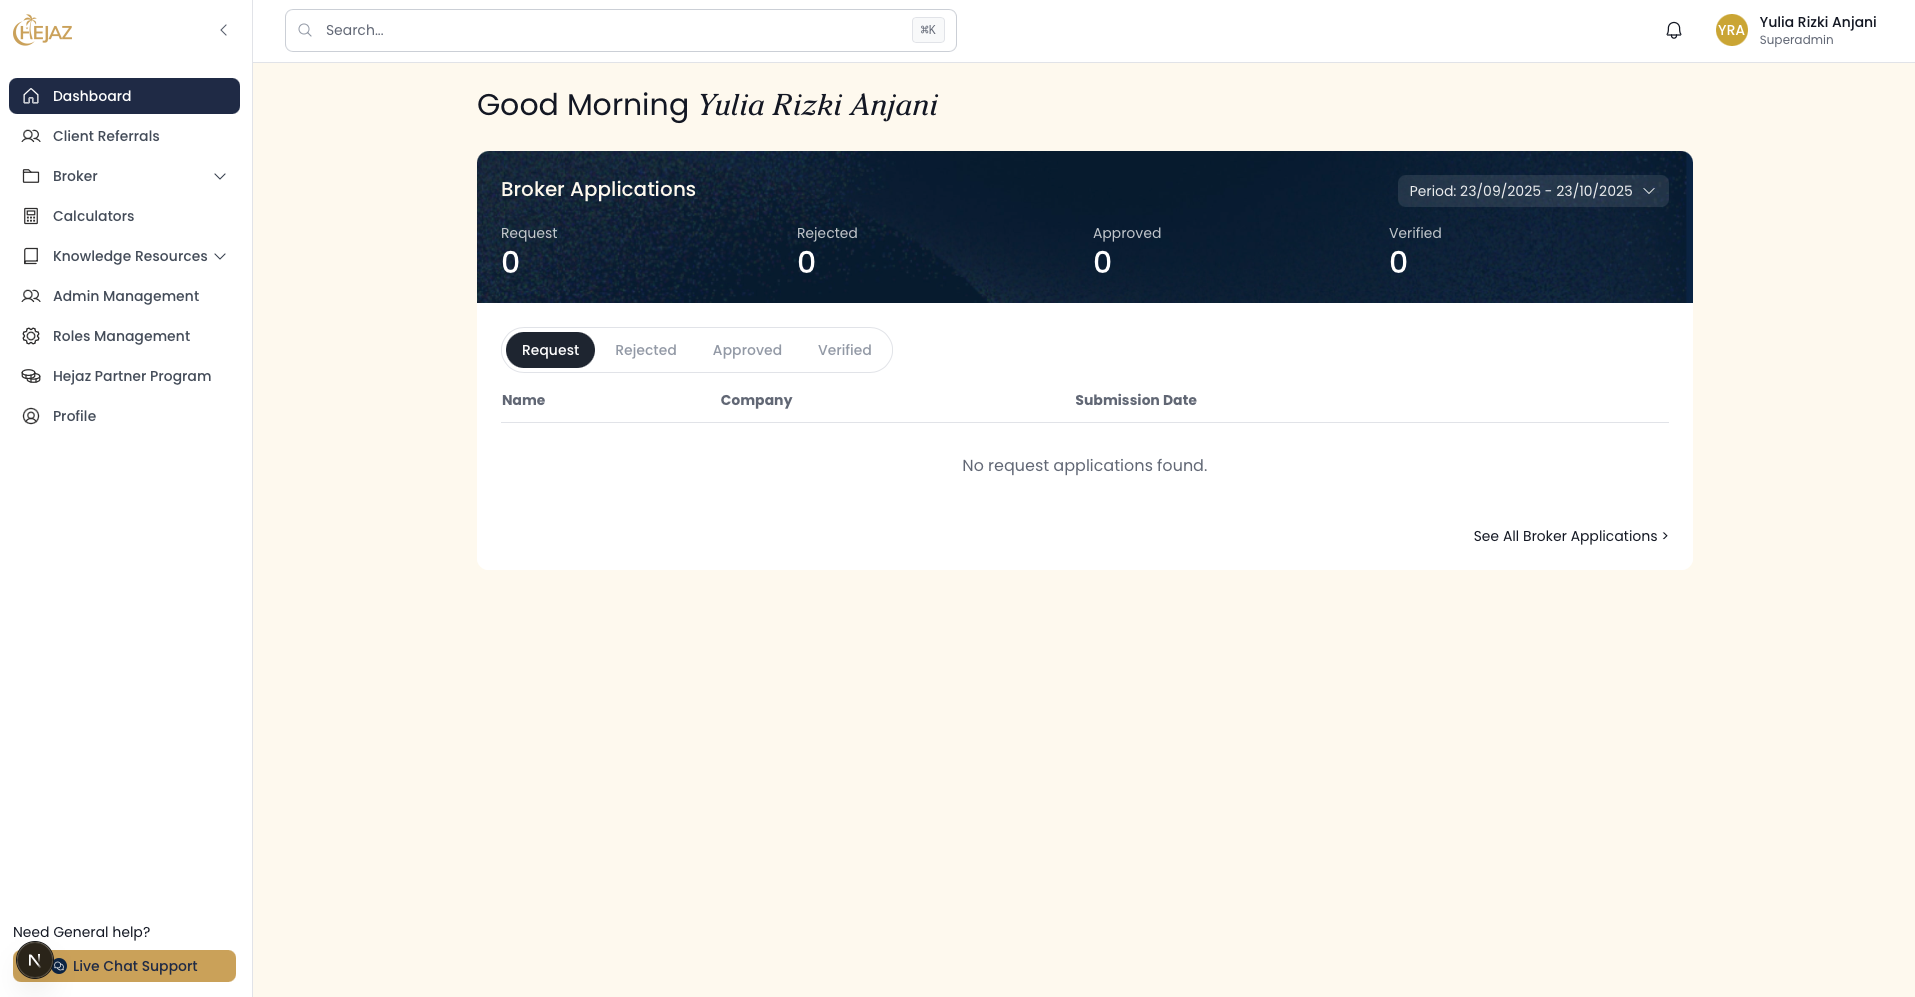 HEJAZ
Search...
⌘K
YRA
Yulia Rizki Anjani
Superadmin
Dashboard
Client Referrals
Broker
Calculators
Knowledge Resources
Admin Management
Roles Management
Hejaz Partner Program
Profile
Need General help?
N
Live Chat Support
Good Morning Yulia Rizki Anjani
Broker Applications
Period: 23/09/2025 - 23/10/2025
Request Rejected Approved Verified
0 0 0 0
Request Rejected Approved Verified
Name Company Submission Date
No request applications found.
See All Broker Applications >